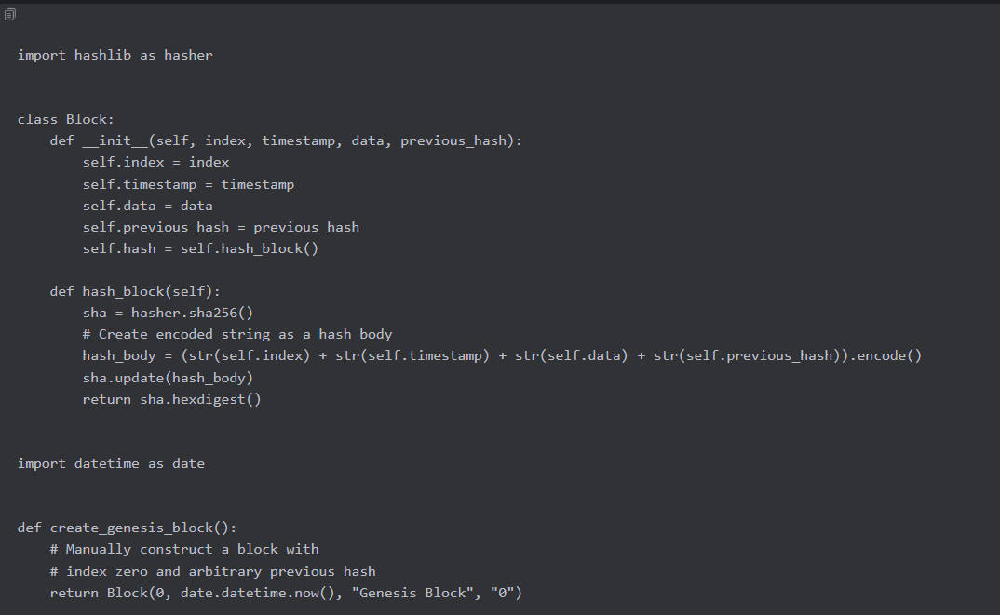 import hashlib as hasher
class Block:
    def __init__(self, index, timestamp, data, previous_hash):
        self.index = index
        self.timestamp = timestamp
        self.data = data
        self.previous_hash = previous_hash
        self.hash = self.hash_block()
    def hash_block(self):
        sha = hasher.sha256()
        # Create encoded string as a hash body
        hash_body = (str(self.index) + str(self.timestamp) + str(self.data) + str(self.previous_hash)).encode()
        sha.update(hash_body)
        return sha.hexdigest()
import datetime as date
def create_genesis_block():
    # Manually construct a block with
    # index zero and arbitrary previous hash
    return Block(0, date.datetime.now(), "Genesis Block", "0")